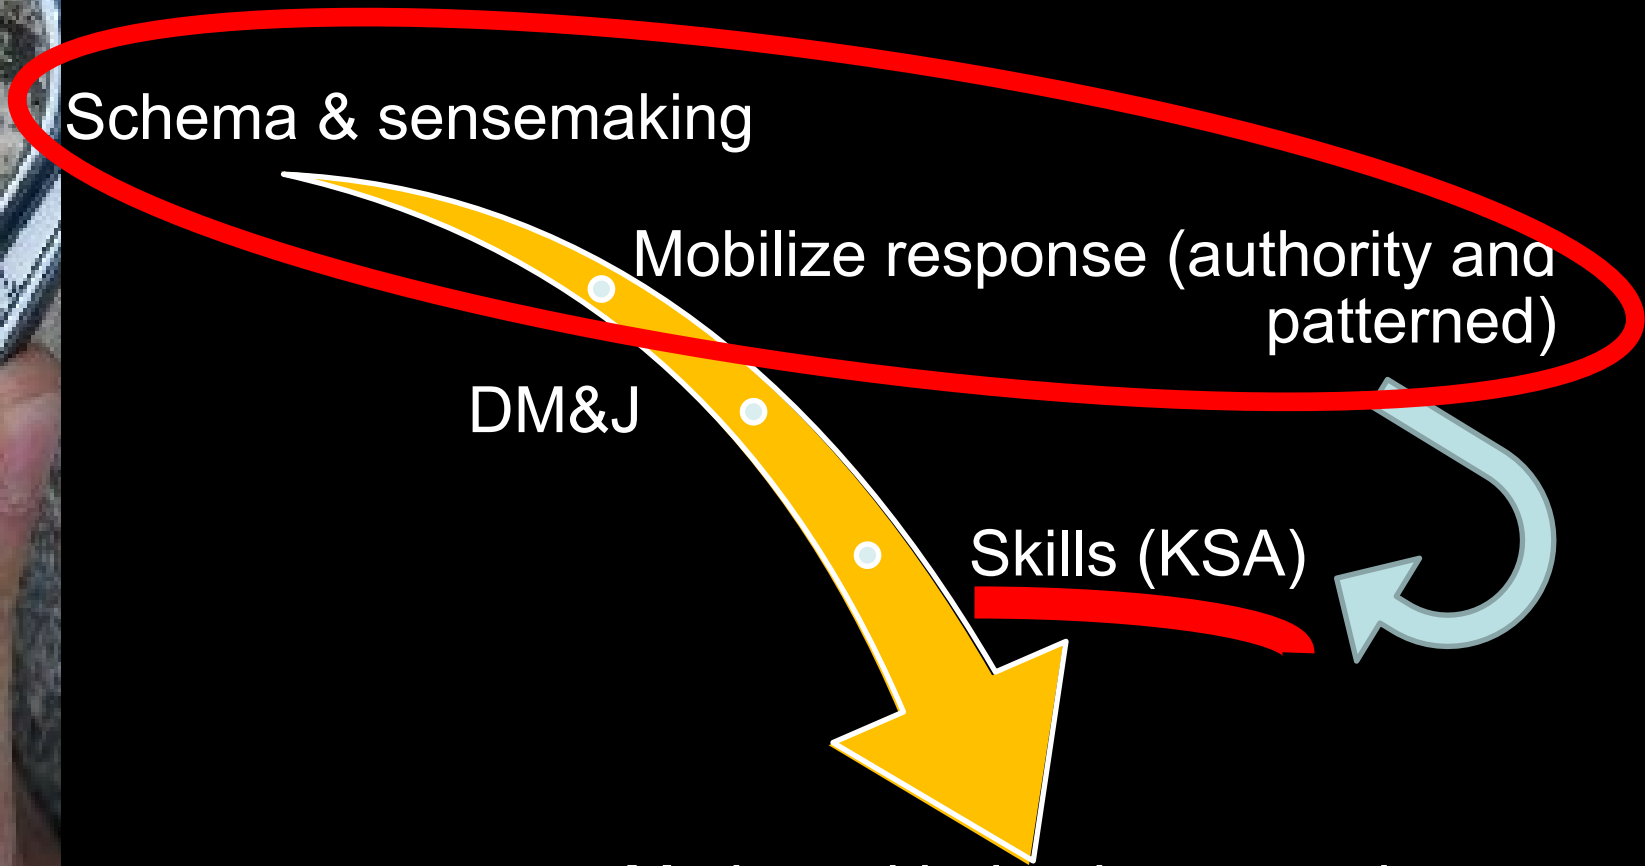 Schema & sensemaking
Mobilize response (authority and
patterned)
DM&J
Skills (KSA)